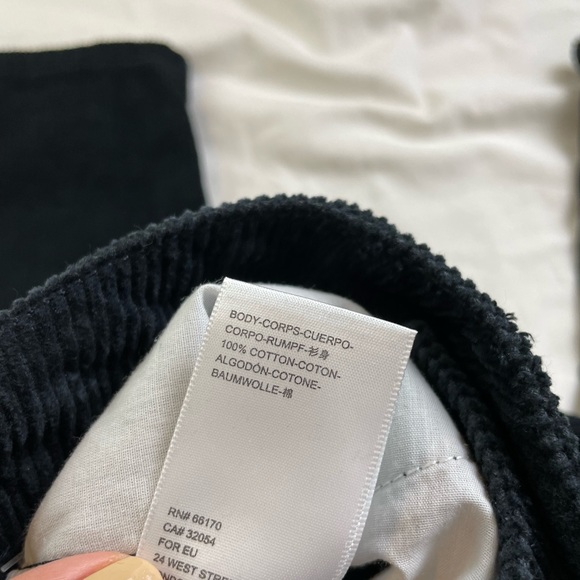 BODY-CORPS-CUERPO-
CORPO-RUMPF-衫身
100% COTTON-COTON-
ALGODÓN-COTONE-
BAUMWOLLE-棉
RN# 66170
CA# 32054
FOR EU
24 WEST